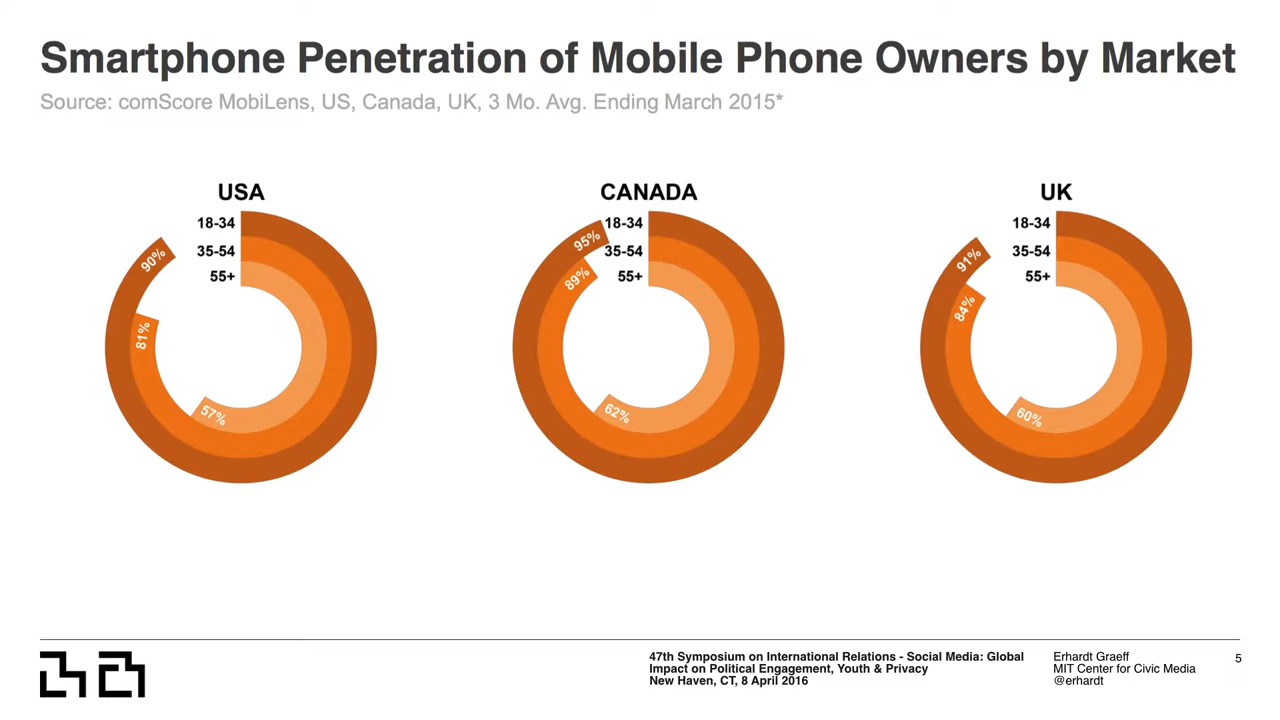 Smartphone Penetration of Mobile Phone Owners by Market
Source: comScore MobiLens, US, Canada, UK, 3 Mo. Avg. Ending March 2015*
USA
18-34
35-54
55+
90%
81%
57%
CANADA
18-34
35-54
55+
95%
89%
62%
UK
18-34
35-54
55+
91%
84%
60%
47th Symposium on International Relations - Social Media: Global
Impact on Political Engagement, Youth & Privacy
New Haven, CT, 8 April 2016
Erhardt Graeff
MIT Center for Civic Media
@erhardt
5